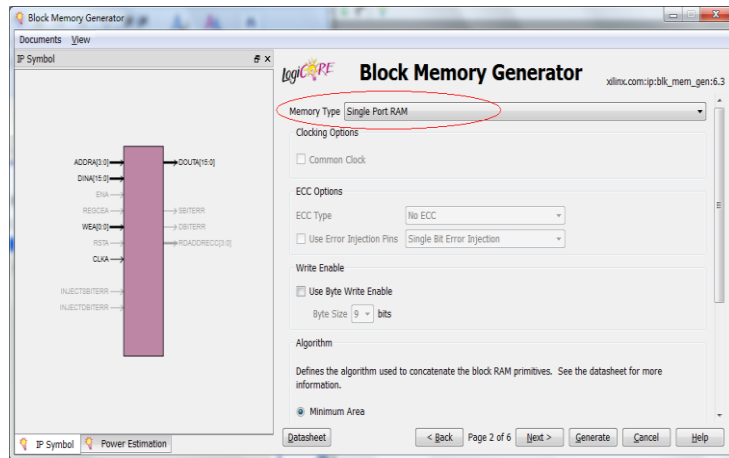 Block Memory Generator
Documents View
IP Symbol
ADDRA[3:0]
DINA[15:0]
ENA
REGCEA
WEA[0:0]
RSTA
CLKA
INJECTSBITERR
INJECTDBITERR
DOUTA[15:0]
SBITERR
DBITERR
RDADDRECC[3:0]
IP Symbol Power Estimation
LogiCORE
Block Memory Generator
xilinx.com:ip:blk_mem_gen:6.3
Memory Type Single Port RAM
Clocking Options
Common Clock
ECC Options
ECC Type No ECC
Use Error Injection Pins Single Bit Error Injection
Write Enable
Use Byte Write Enable
Byte Size 9 bits
Algorithm
Defines the algorithm used to concatenate the block RAM primitives. See the datasheet for more
information.
Minimum Area
Datasheet < Back Page 2 of 6 Next > Generate Cancel Help